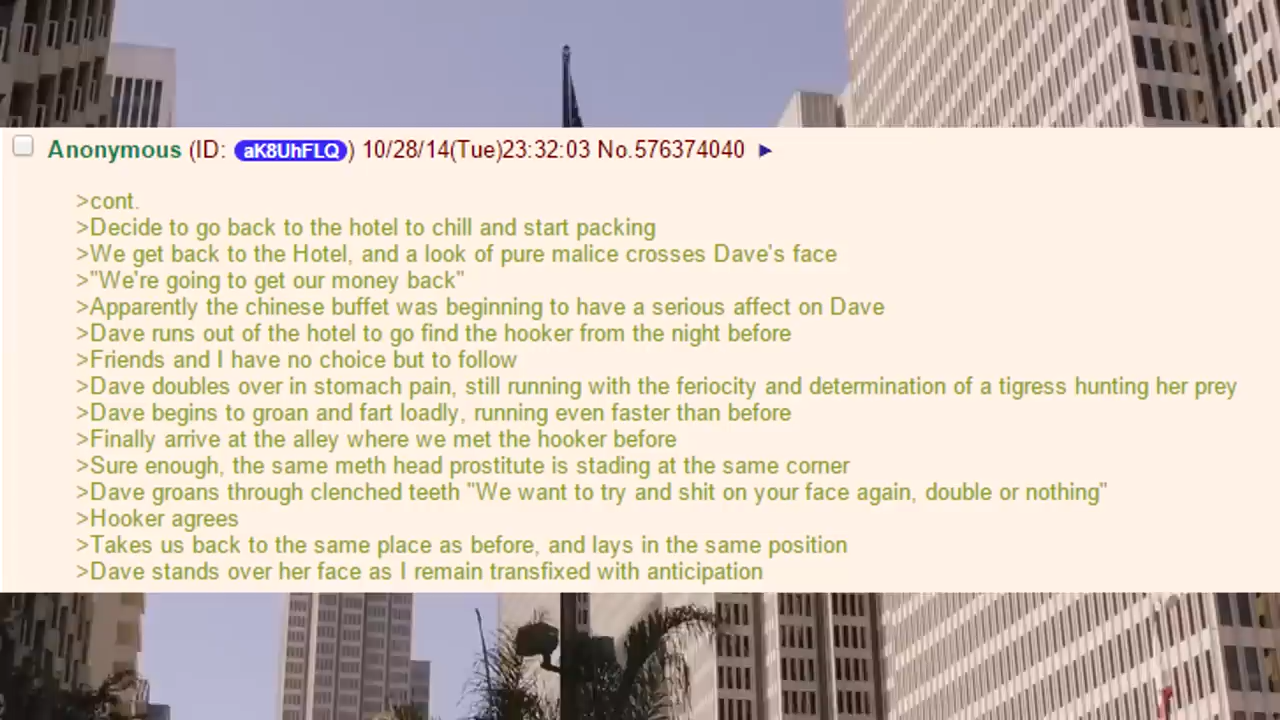 Anonymous (ID: aK8UhFLQ) 10/28/14(Tue)23:32:03 No.576374040 ►
>cont.
>Decide to go back to the hotel to chill and start packing
>We get back to the Hotel, and a look of pure malice crosses Dave's face
>"We're going to get our money back"
>Apparently the chinese buffet was beginning to have a serious affect on Dave
>Dave runs out of the hotel to go find the hooker from the night before
>Friends and I have no choice but to follow
>Dave doubles over in stomach pain, still running with the feriocity and determination of a tigress hunting her prey
>Dave begins to groan and fart loadly, running even faster than before
>Finally arrive at the alley where we met the hooker before
>Sure enough, the same meth head prostitute is stading at the same corner
>Dave groans through clenched teeth "We want to try and shit on your face again, double or nothing"
>Hooker agrees
>Takes us back to the same place as before, and lays in the same position
>Dave stands over her face as I remain transfixed with anticipation